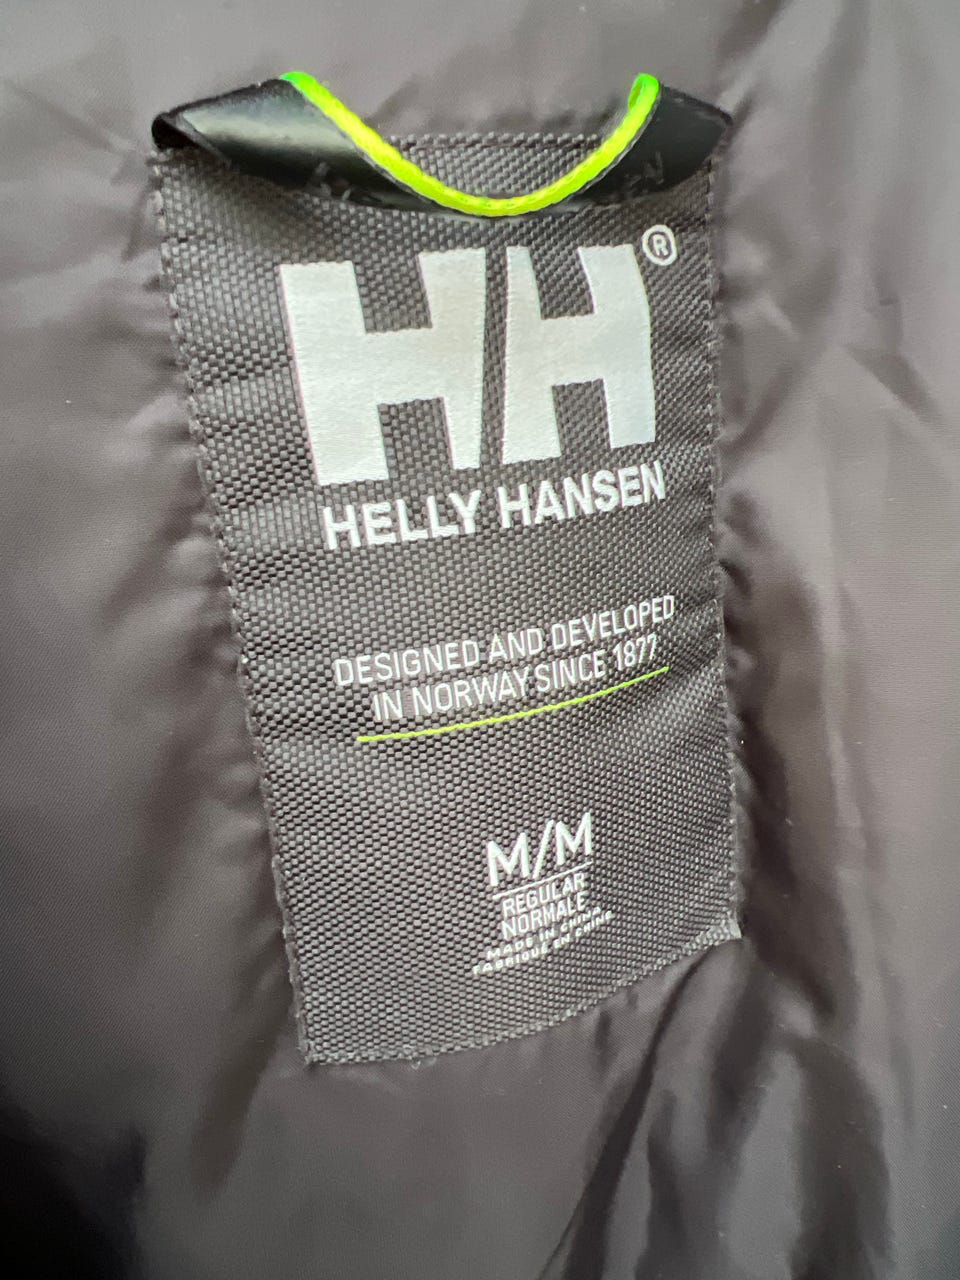 HH®
HELLY HANSEN
DESIGNED AND DEVELOPED
IN NORWAY SINCE 1877
M/M
REGULAR
NORMALE
MADE IN CHINA
FABRIQUÉ EN CHINE